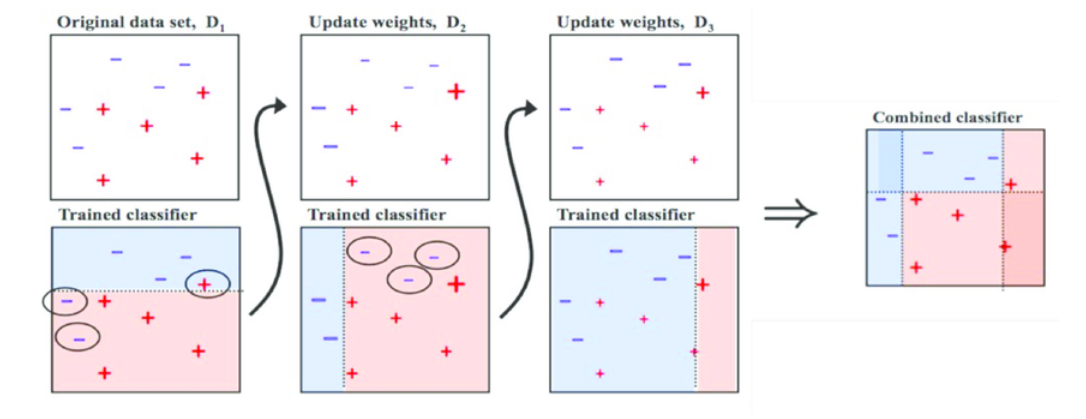 Original data set, D1
Update weights, D2
Update weights, D3
Combined classifier
Trained classifier
Trained classifier
Trained classifier